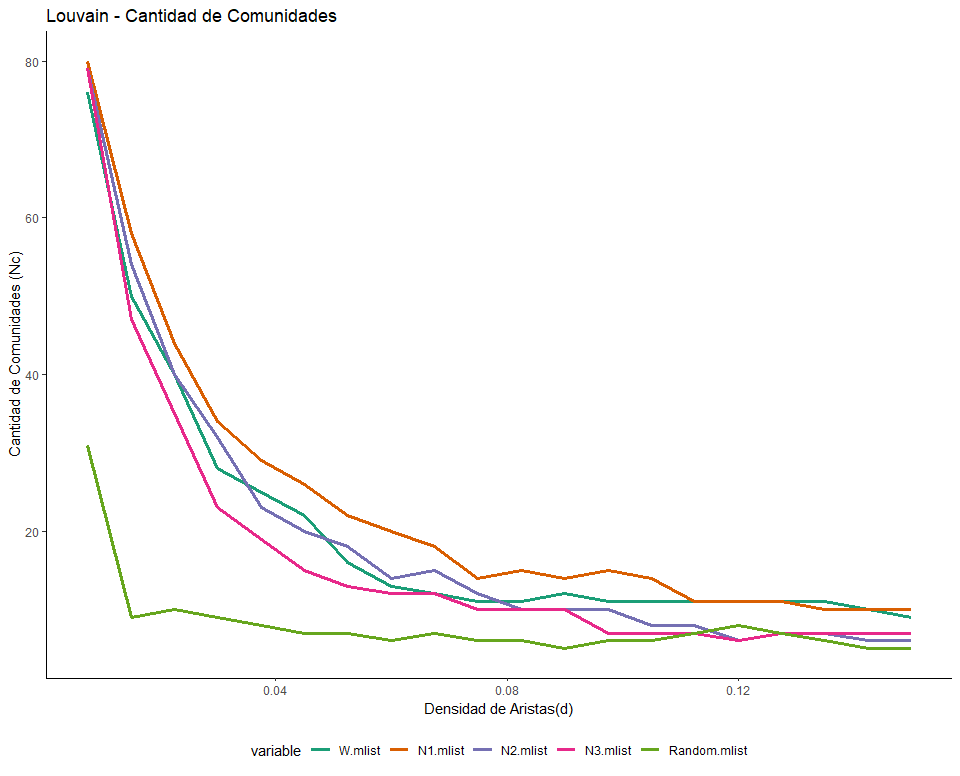 Louvain - Cantidad de Comunidades
Cantidad de Comunidades (Nc)
80
60
40
20
0.04
0.08
0.12
Densidad de Aristas(d)
variable W.mlist N1.mlist N2.mlist N3.mlist Random.mlist